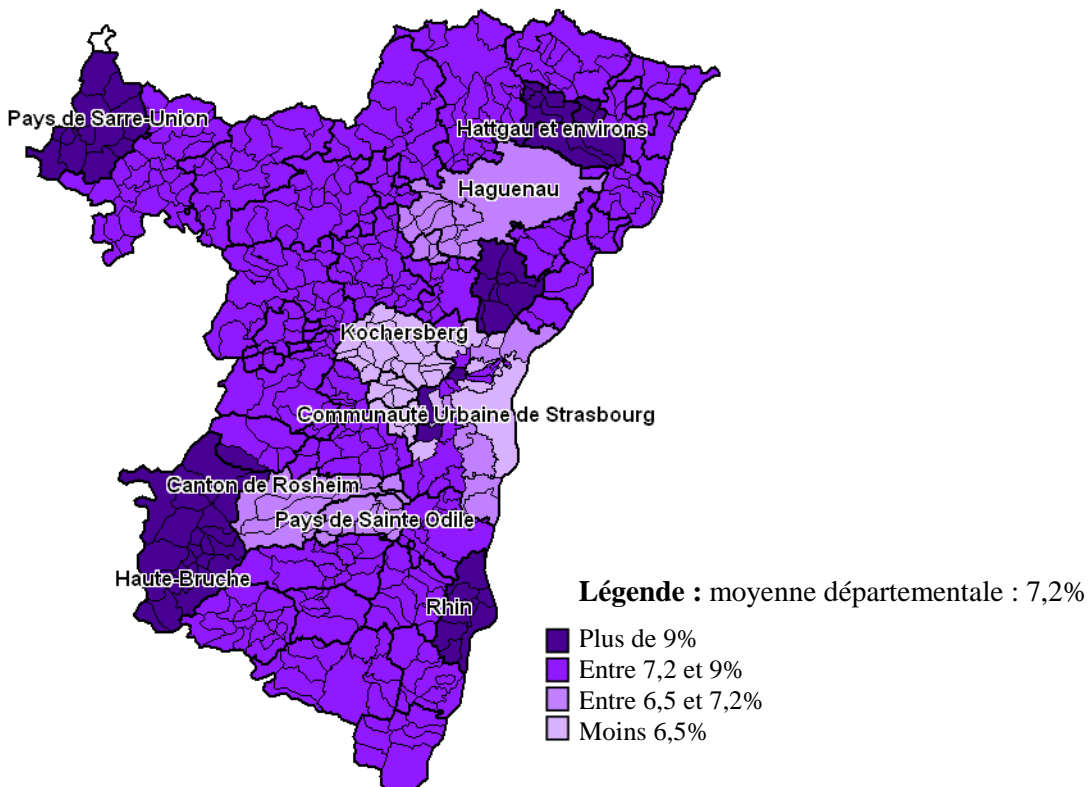 Pays de Sarre-Union
Hattgau et environs
Haguenau
Kochersberg
Communauté Urbaine de Strasbourg
Canton de Rosheim
Pays de Sainte Odile
Haute-Bruche
Rhin
Légende : moyenne départementale : 7,2%
Plus de 9%
Entre 7,2 et 9%
Entre 6,5 et 7,2%
Moins 6,5%